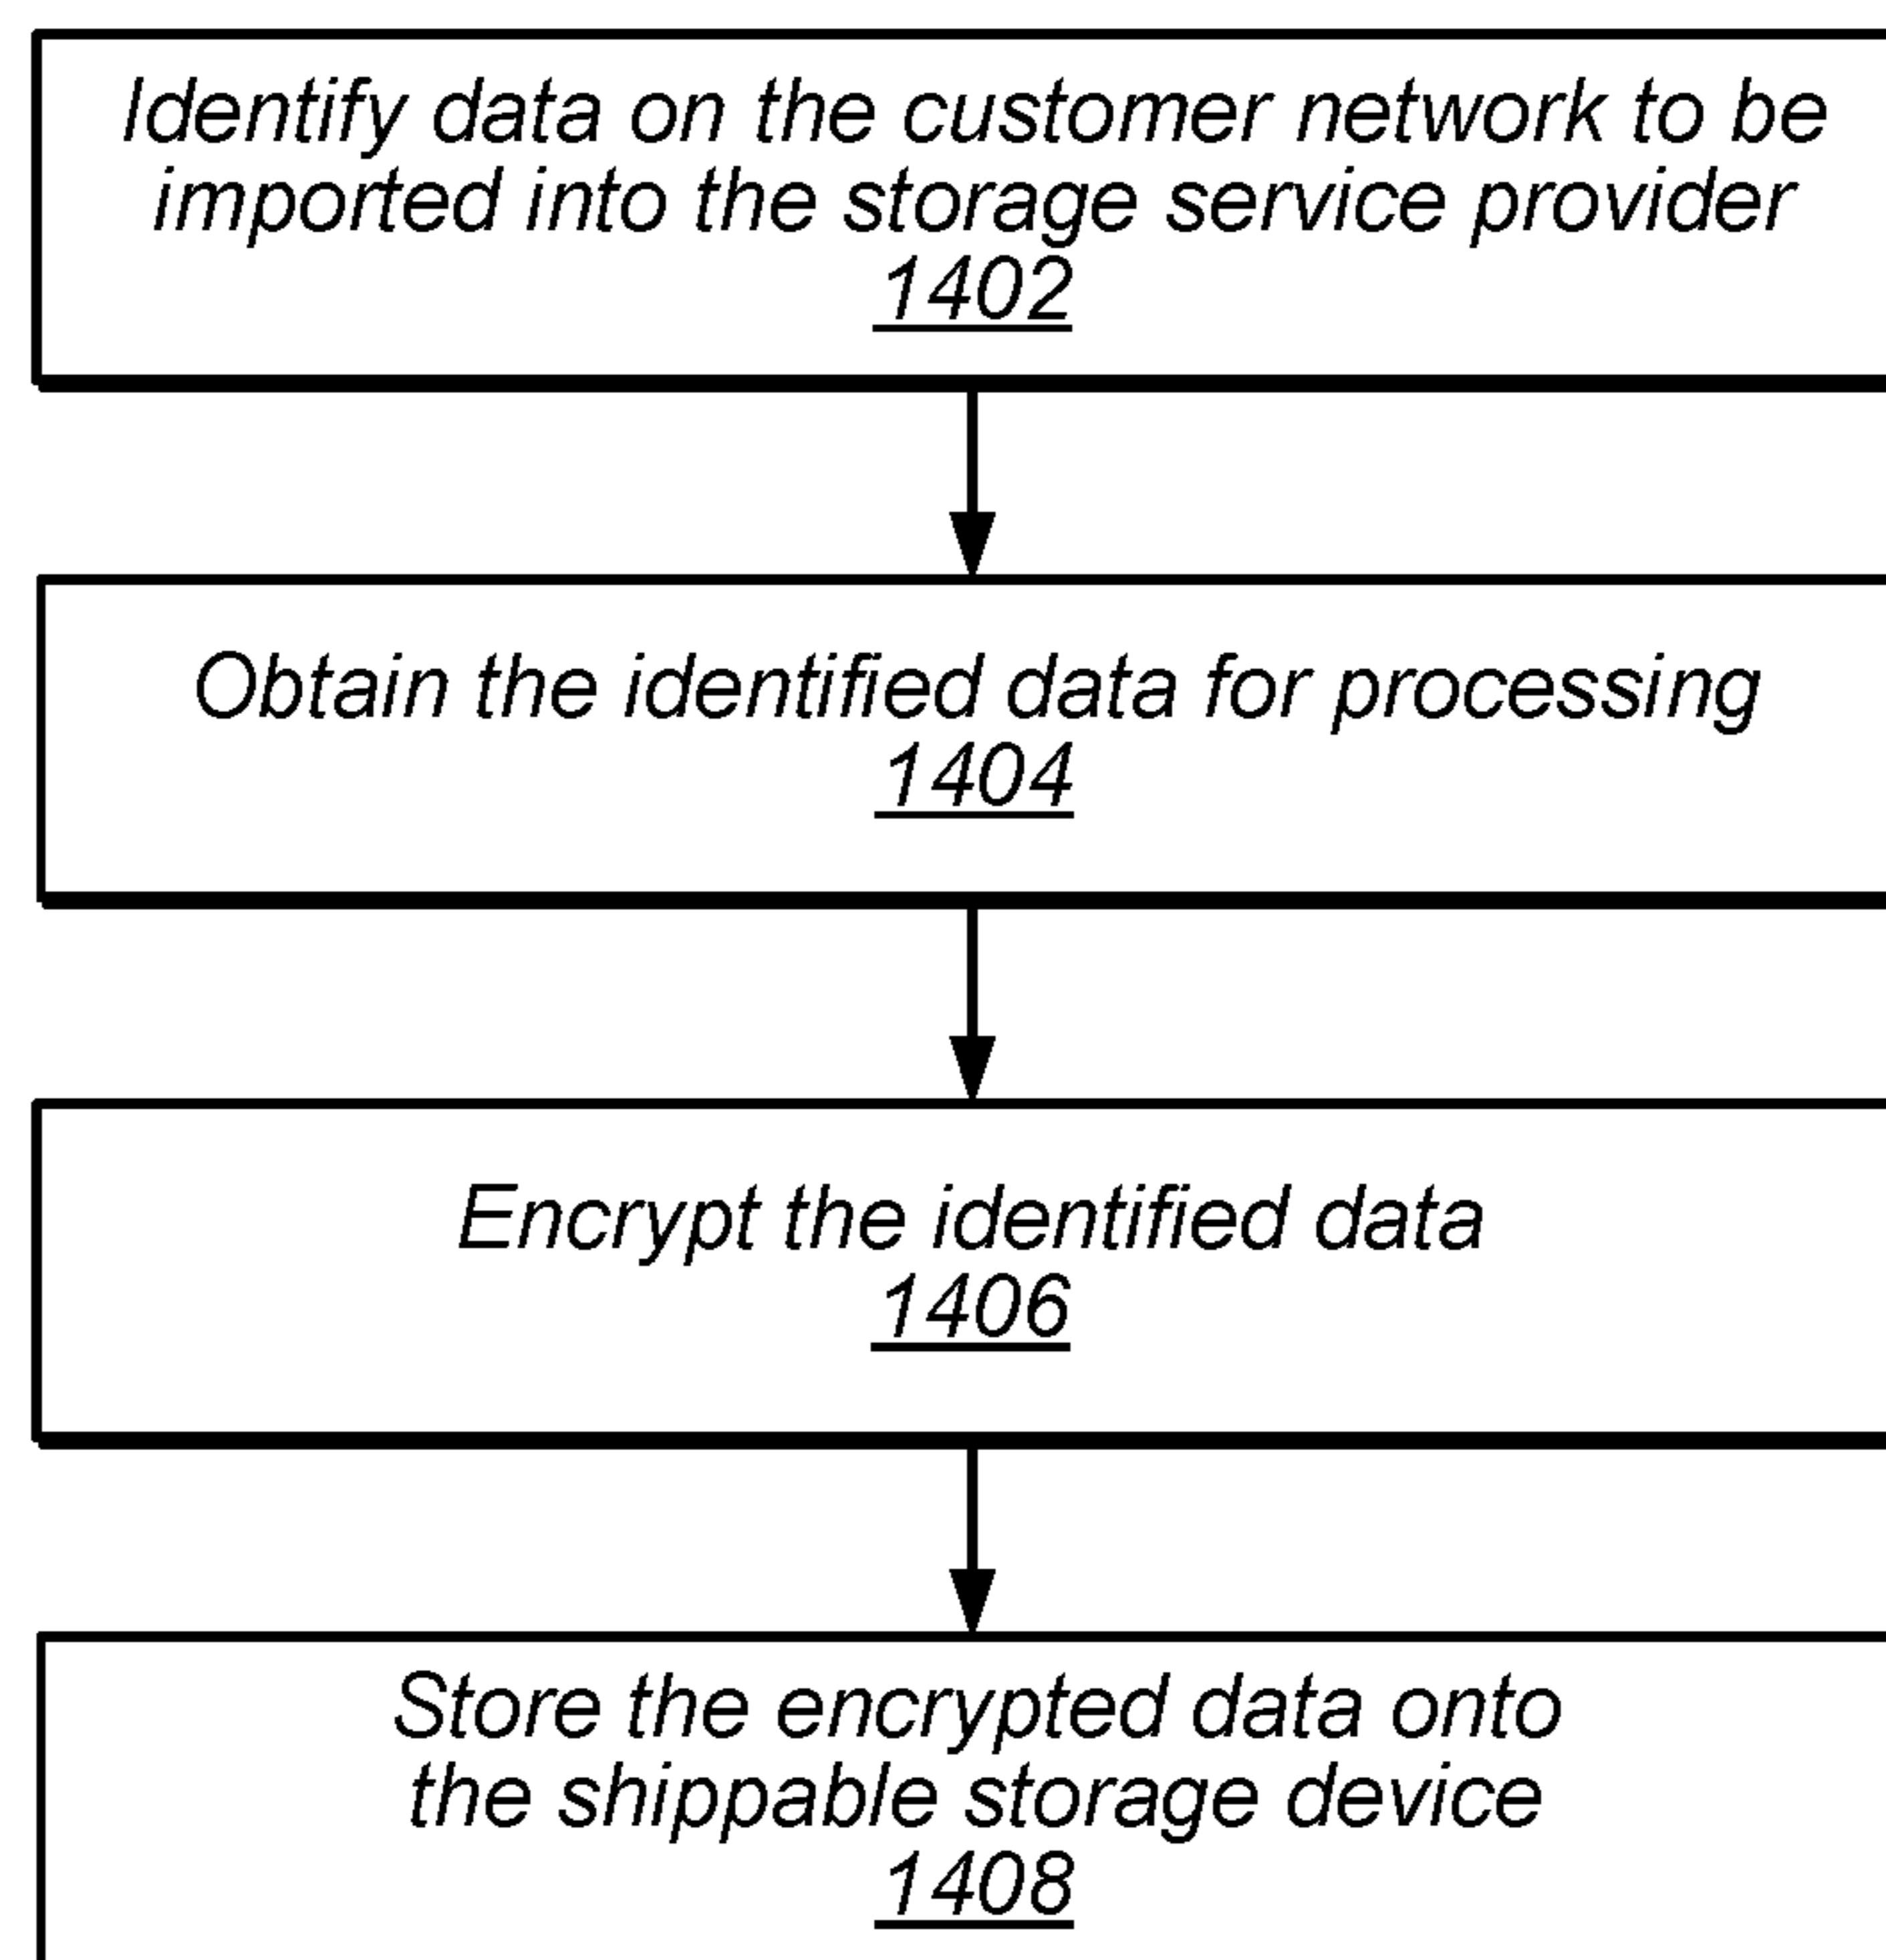 Identify data on the customer network to be
imported into the storage service provider
1402
Obtain the identified data for processing
1404
Encrypt the identified data
1406
Store the encrypted data onto
the shippable storage device
1408